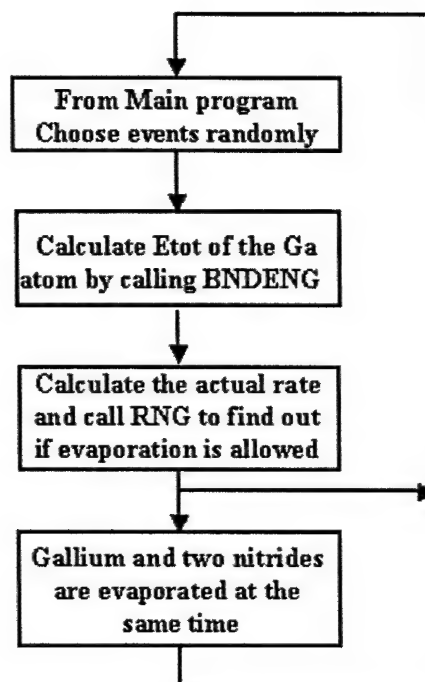 From Main program
Choose events randomly
Calculate Etot of the Ga
atom by calling BNDENG
Calculate the actual rate
and call RNG to find out
if evaporation is allowed
Gallium and two nitrides
are evaporated at the
same time